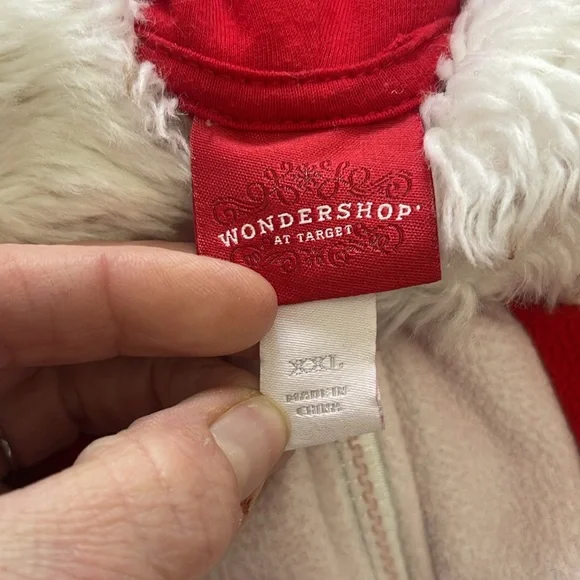 WONDERSHOP
AT TARGET
XXL
MADE IN
CHINA